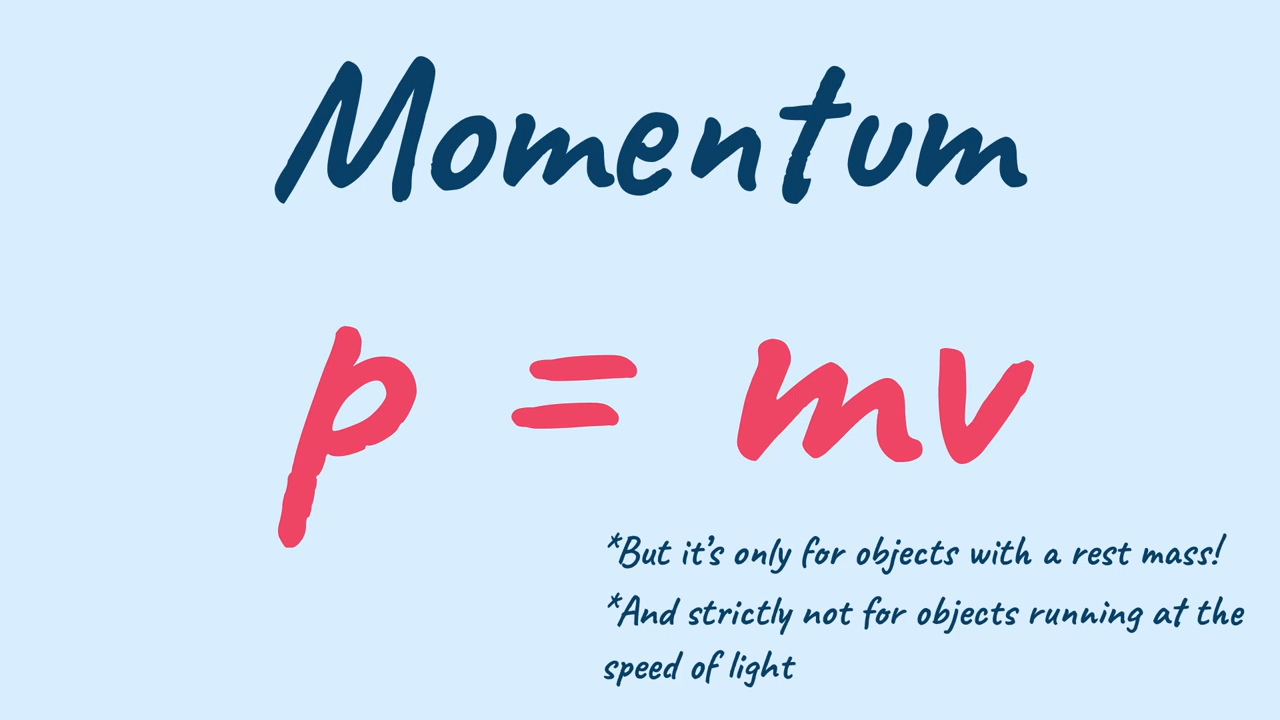 Momentum
p = mv
*But it's only for objects with a rest mass!
*And strictly not for objects running at the
speed of light